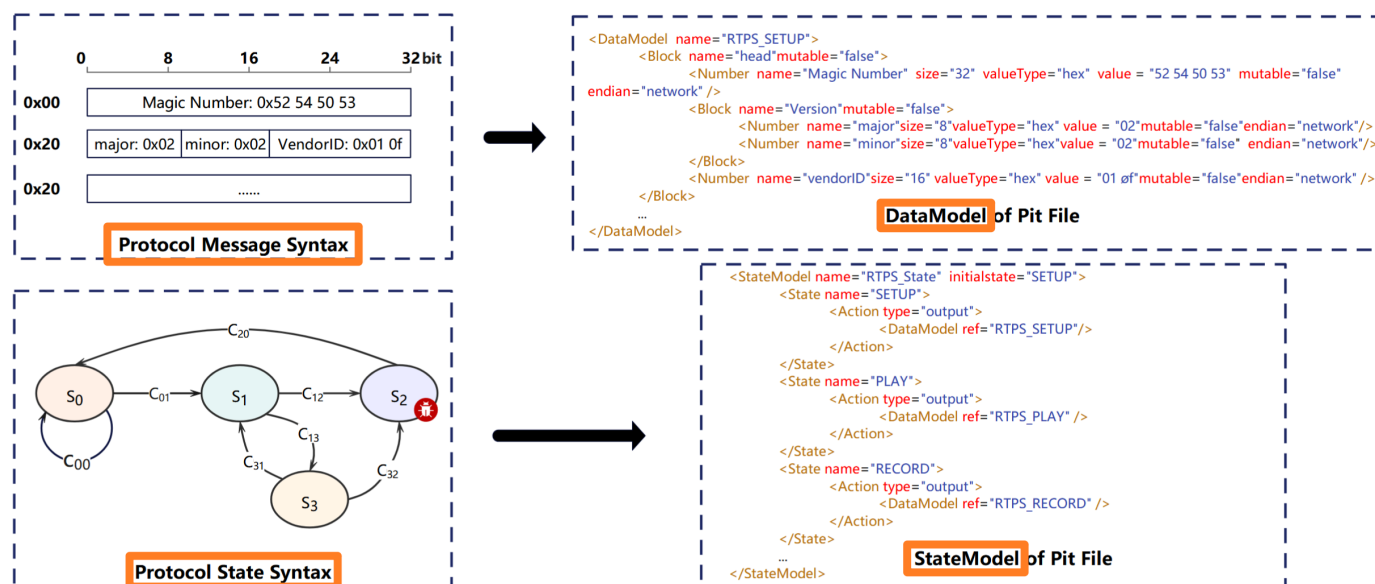 0 8 16 24 32 bit
0x00 Magic Number: 0x52 54 50 53
0x20 major: 0x02 minor: 0x02 VendorID: 0x01 0f
0x20 ......
Protocol Message Syntax
<DataModel name="RTPS_SETUP">
<Block name="head"mutable="false">
<Number name="Magic Number" size="32" valueType="hex" value = "52 54 50 53" mutable="false"
endian="network" />
<Block name="Version"mutable="false">
<Number name="major"size="8"valueType="hex" value = "02"mutable="false"endian="network"/>
<Number name="minor"size="8"valueType="hex"value = "02"mutable="false" endian="network"/>
</Block>
<Number name="vendorID"size="16" valueType="hex" value = "01 øf"mutable="false"endian="network" />
</Block>
...
</DataModel>
DataModel of Pit File
C20
S0 C01 S1 C12 S2
C00 C31 C13 C32
S3
Protocol State Syntax
<StateModel name="RTPS_State" initialstate="SETUP">
<State name="SETUP">
<Action type="output">
<DataModel ref="RTPS_SETUP"/>
</Action>
</State>
<State name="PLAY">
<Action type="output">
<DataModel ref="RTPS_PLAY" />
</Action>
</State>
<State name="RECORD">
<Action type="output">
<DataModel ref="RTPS_RECORD" />
</Action>
</State>
...
</StateModel>
StateModel of Pit File